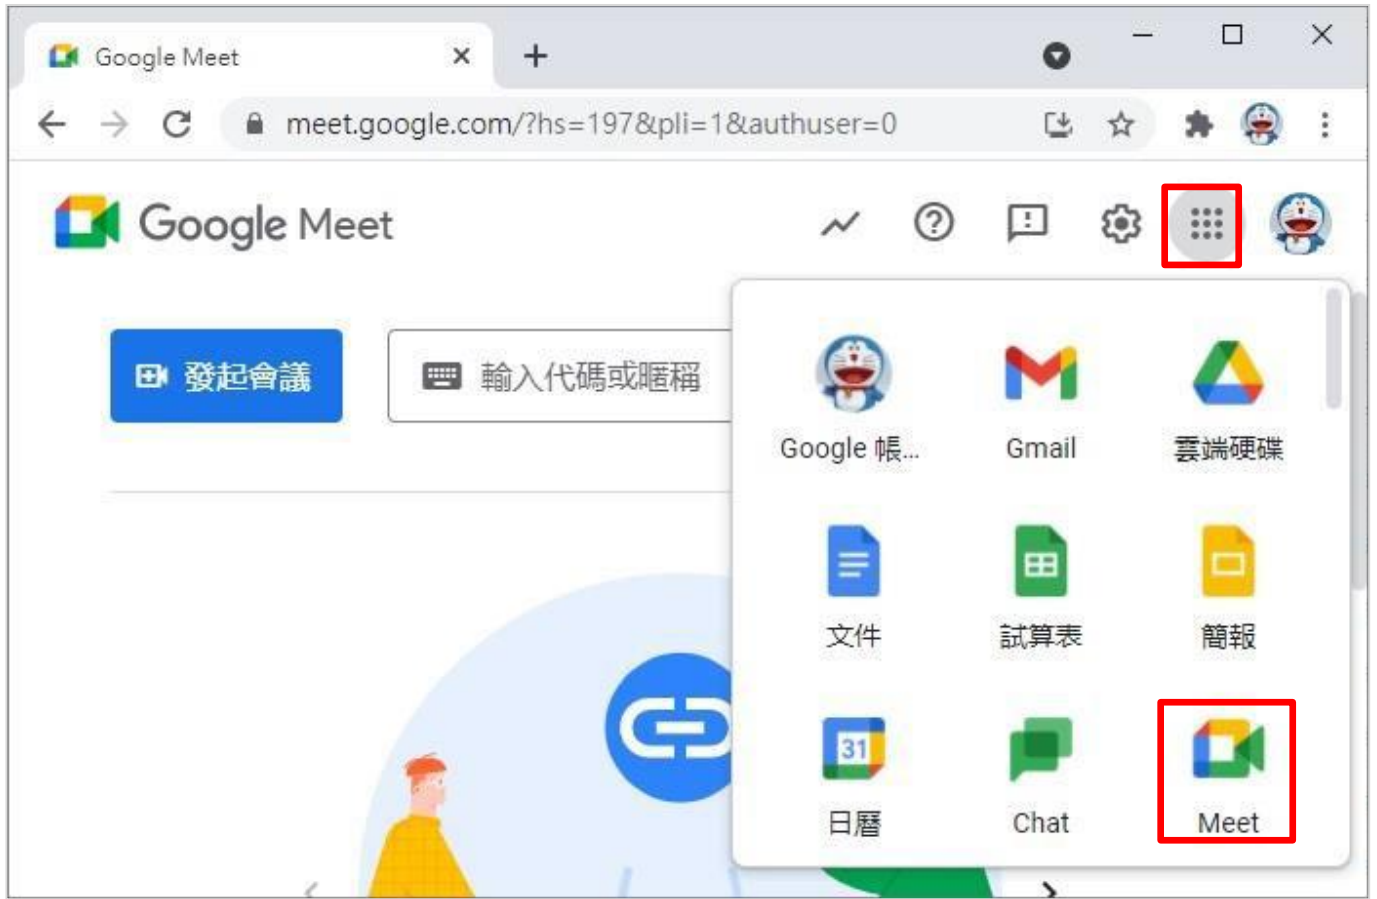 Google Meet
meet.google.com/?hs=197&pli=1&authuser=0
Google Meet
發起會議
輸入代碼或暱稱
Google 帳...
Gmail
雲端硬碟
文件
試算表
簡報
31
日曆
Chat
Meet